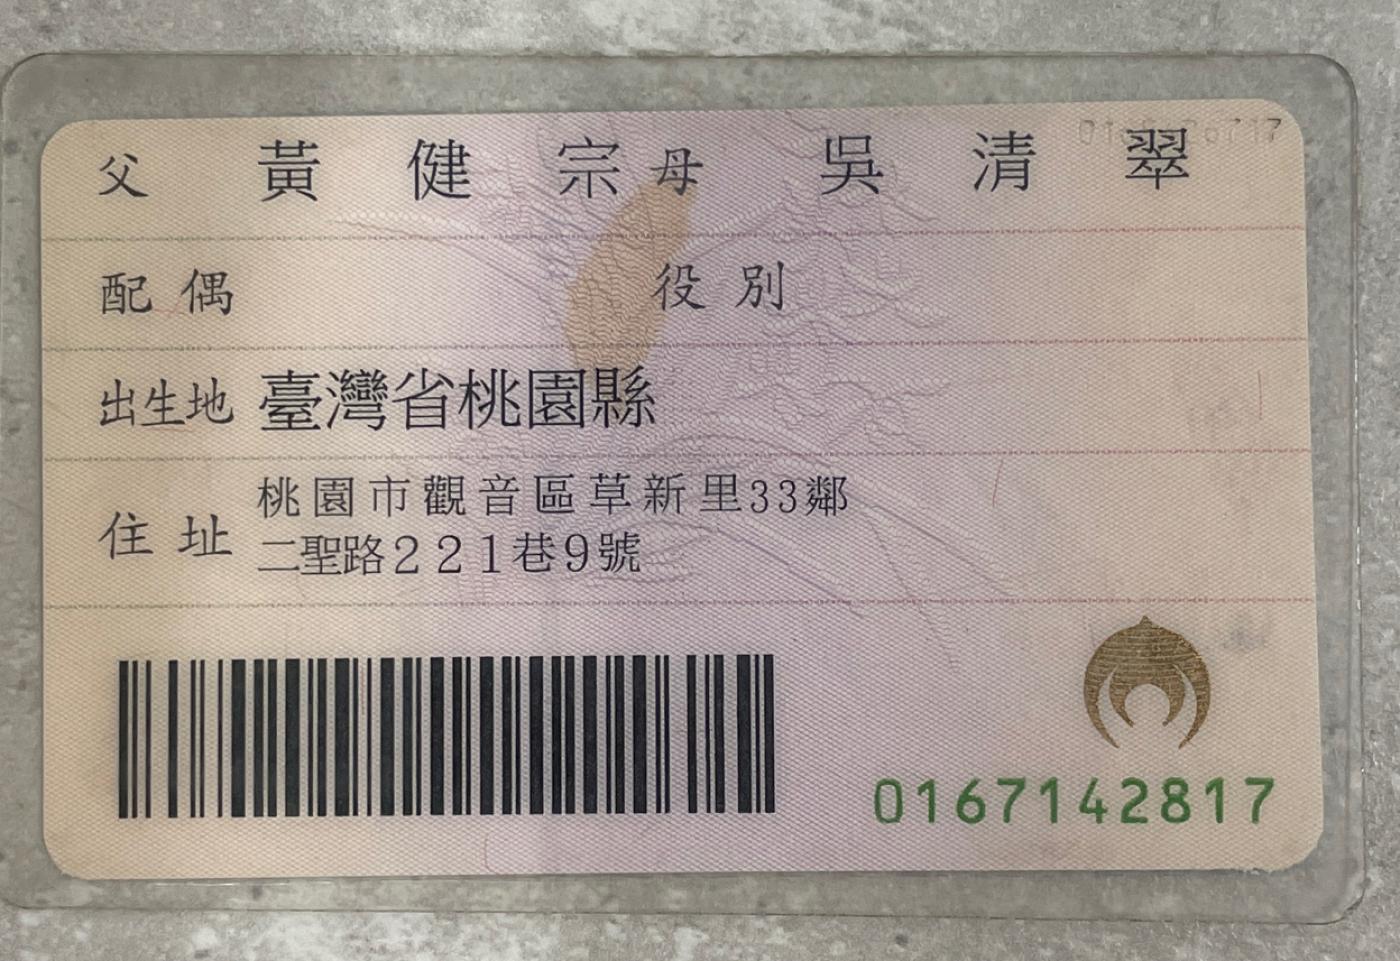 父 黃健宗 母 吳清翠
配偶 役別
出生地 臺灣省桃園縣
住址 桃園市觀音區草新里33鄰
二聖路221巷9號
0167142817